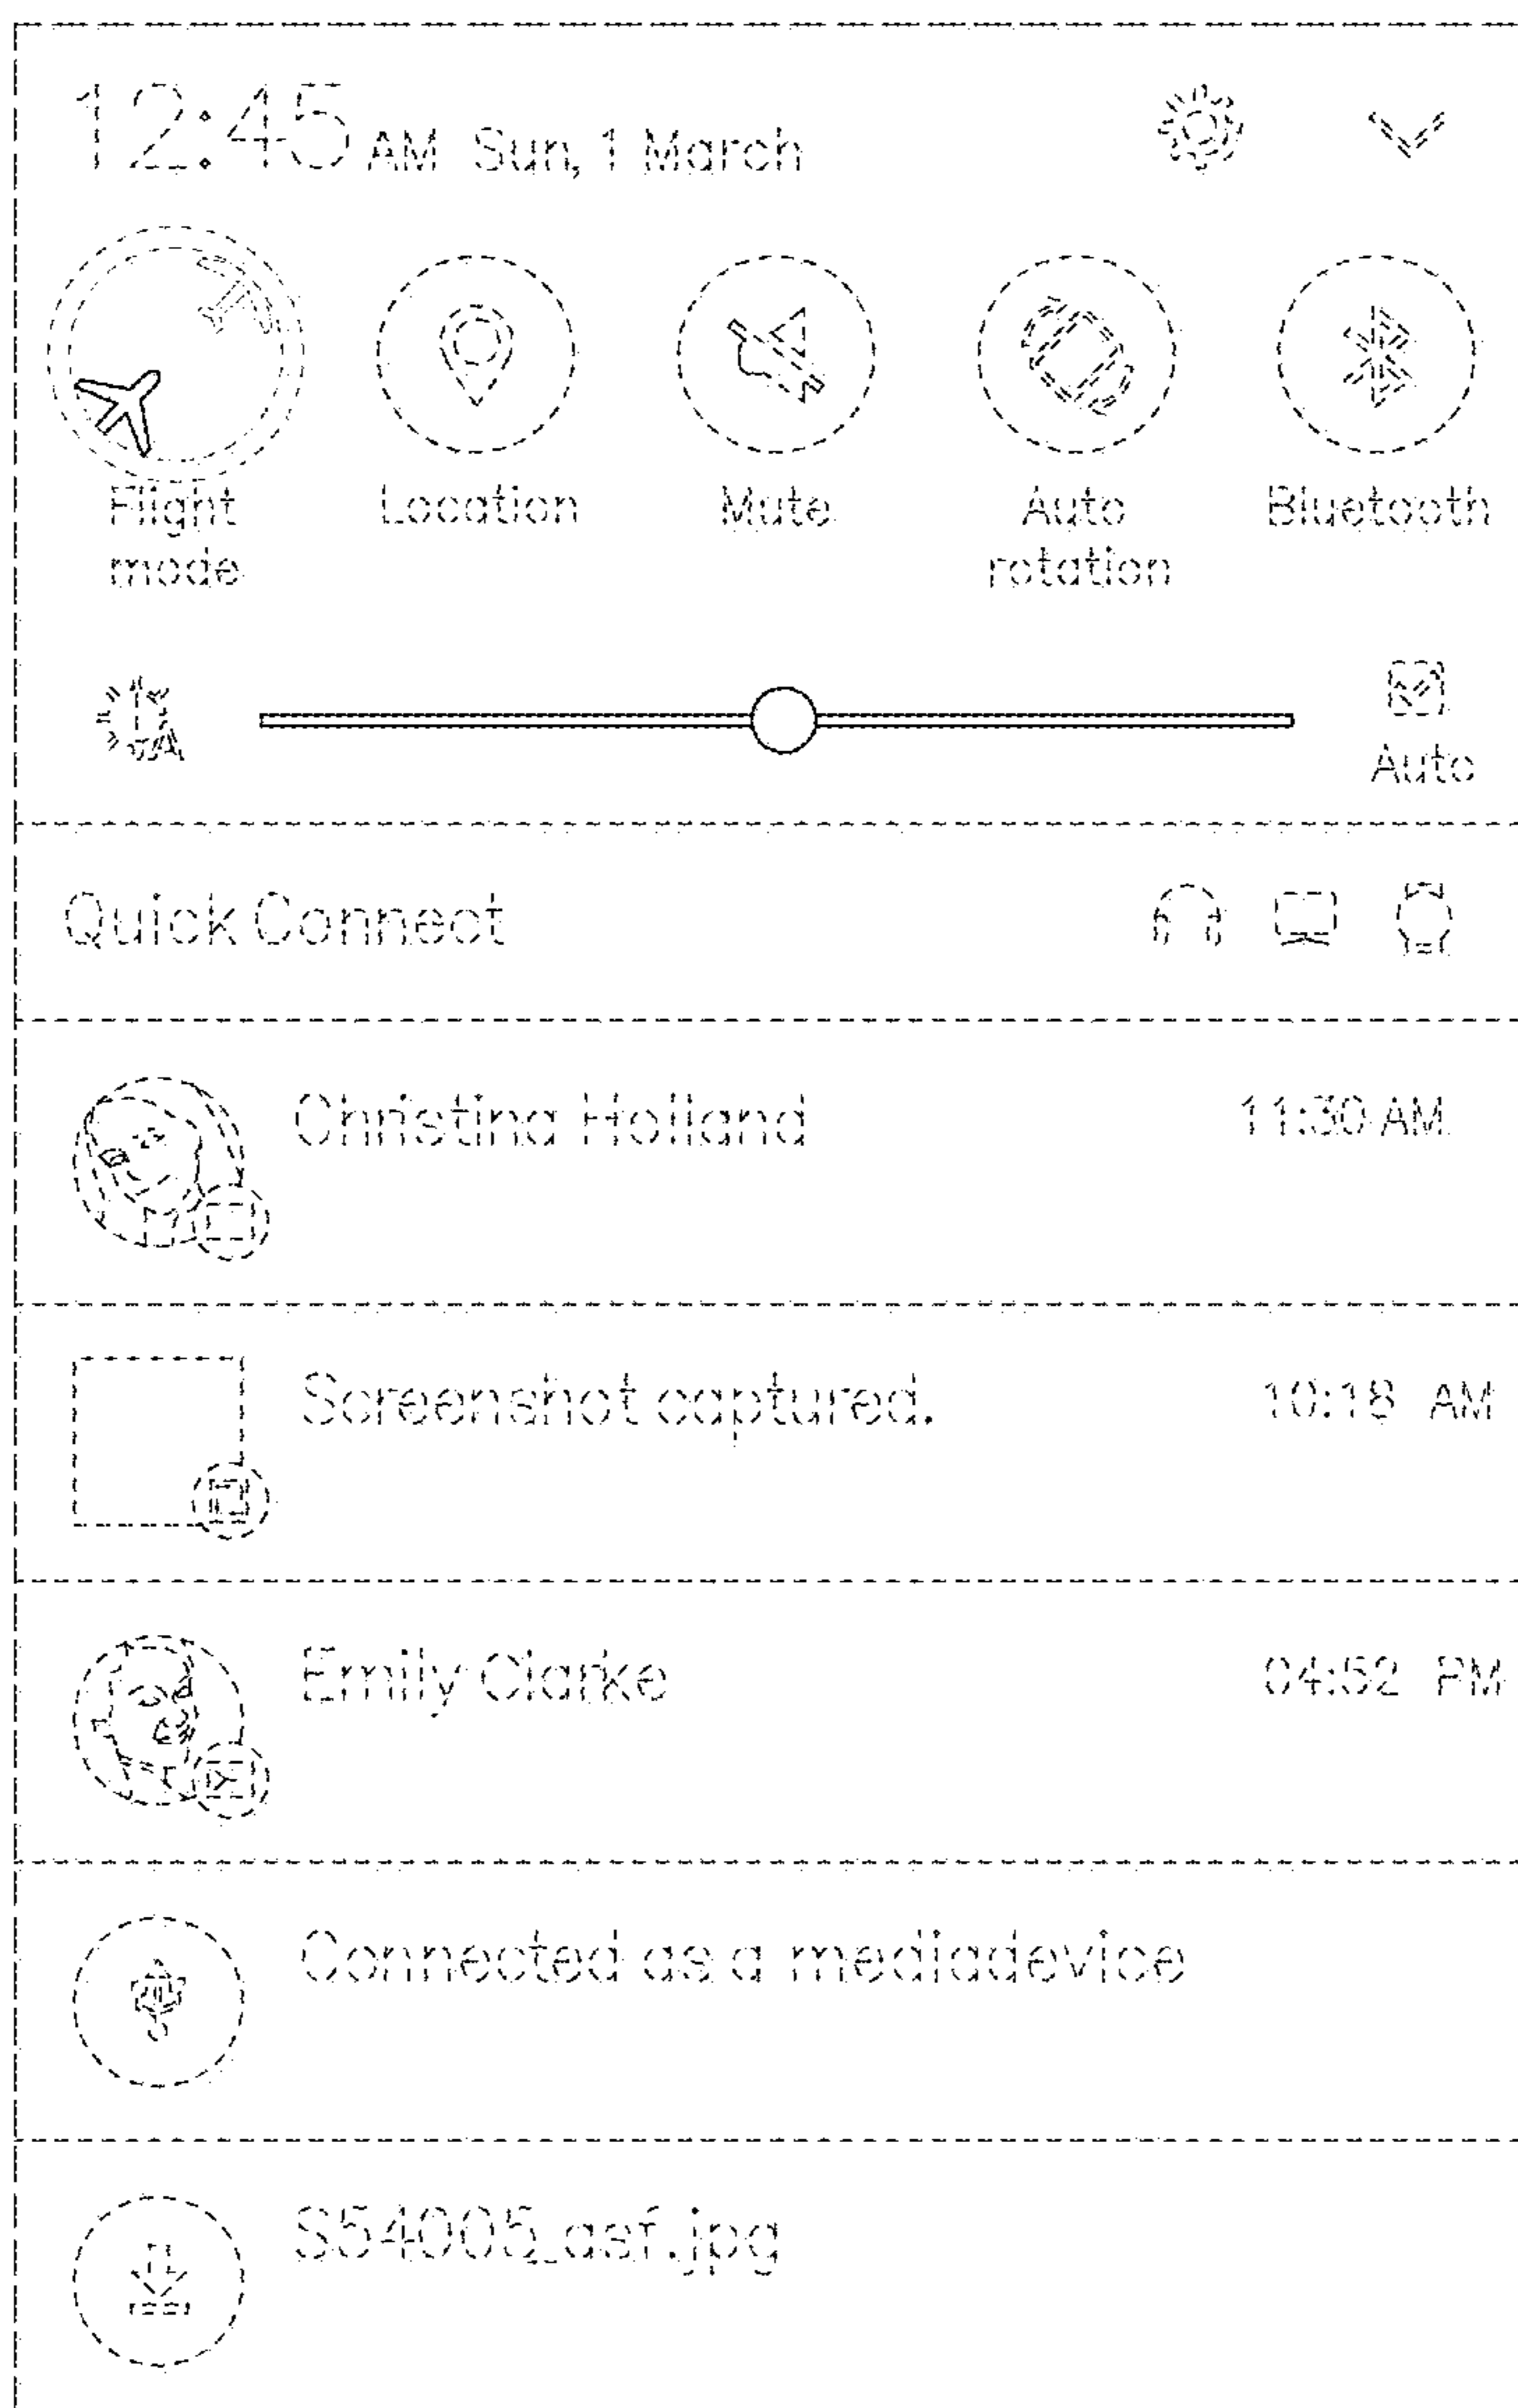 12:45 AM Sun, 1 March
Flight Location Mute Auto Bluetooth
mode rotation
Auto
Quick Connect
Christina Holland 11:30 AM
Screenshot captured. 10:18 AM
Emily Clarke 04:52 PM
Connected as a mediadevice
S54005_asf.jpg